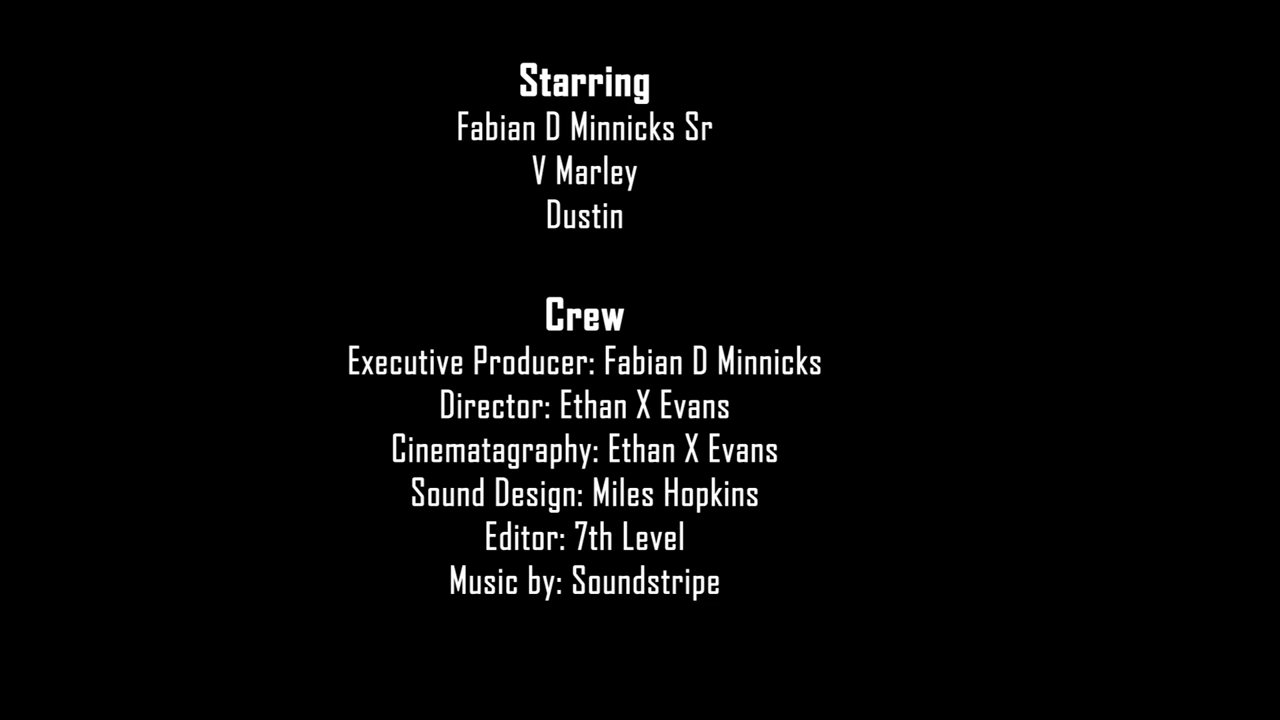 Starring
Fabian D Minnicks Sr
V Marley
Dustin
Crew
Executive Producer: Fabian D Minnicks
Director: Ethan X Evans
Cinematagraphy: Ethan X Evans
Sound Design: Miles Hopkins
Editor: 7th Level
Music by: Soundstripe